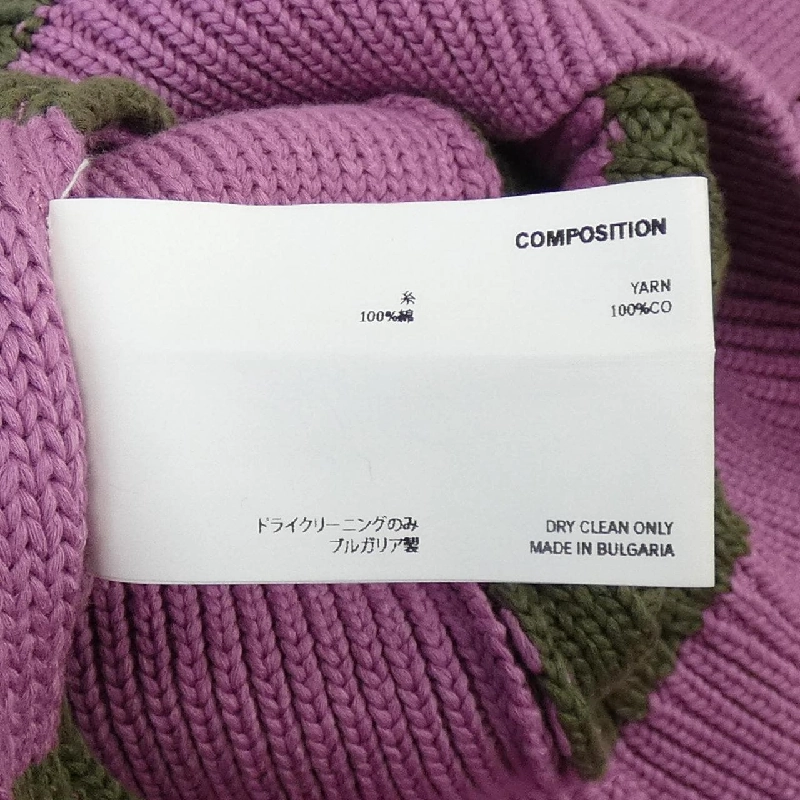 COMPOSITION
糸
100%綿
YARN
100%CO
ドライクリーニングのみ
ブルガリア製
DRY CLEAN ONLY
MADE IN BULGARIA